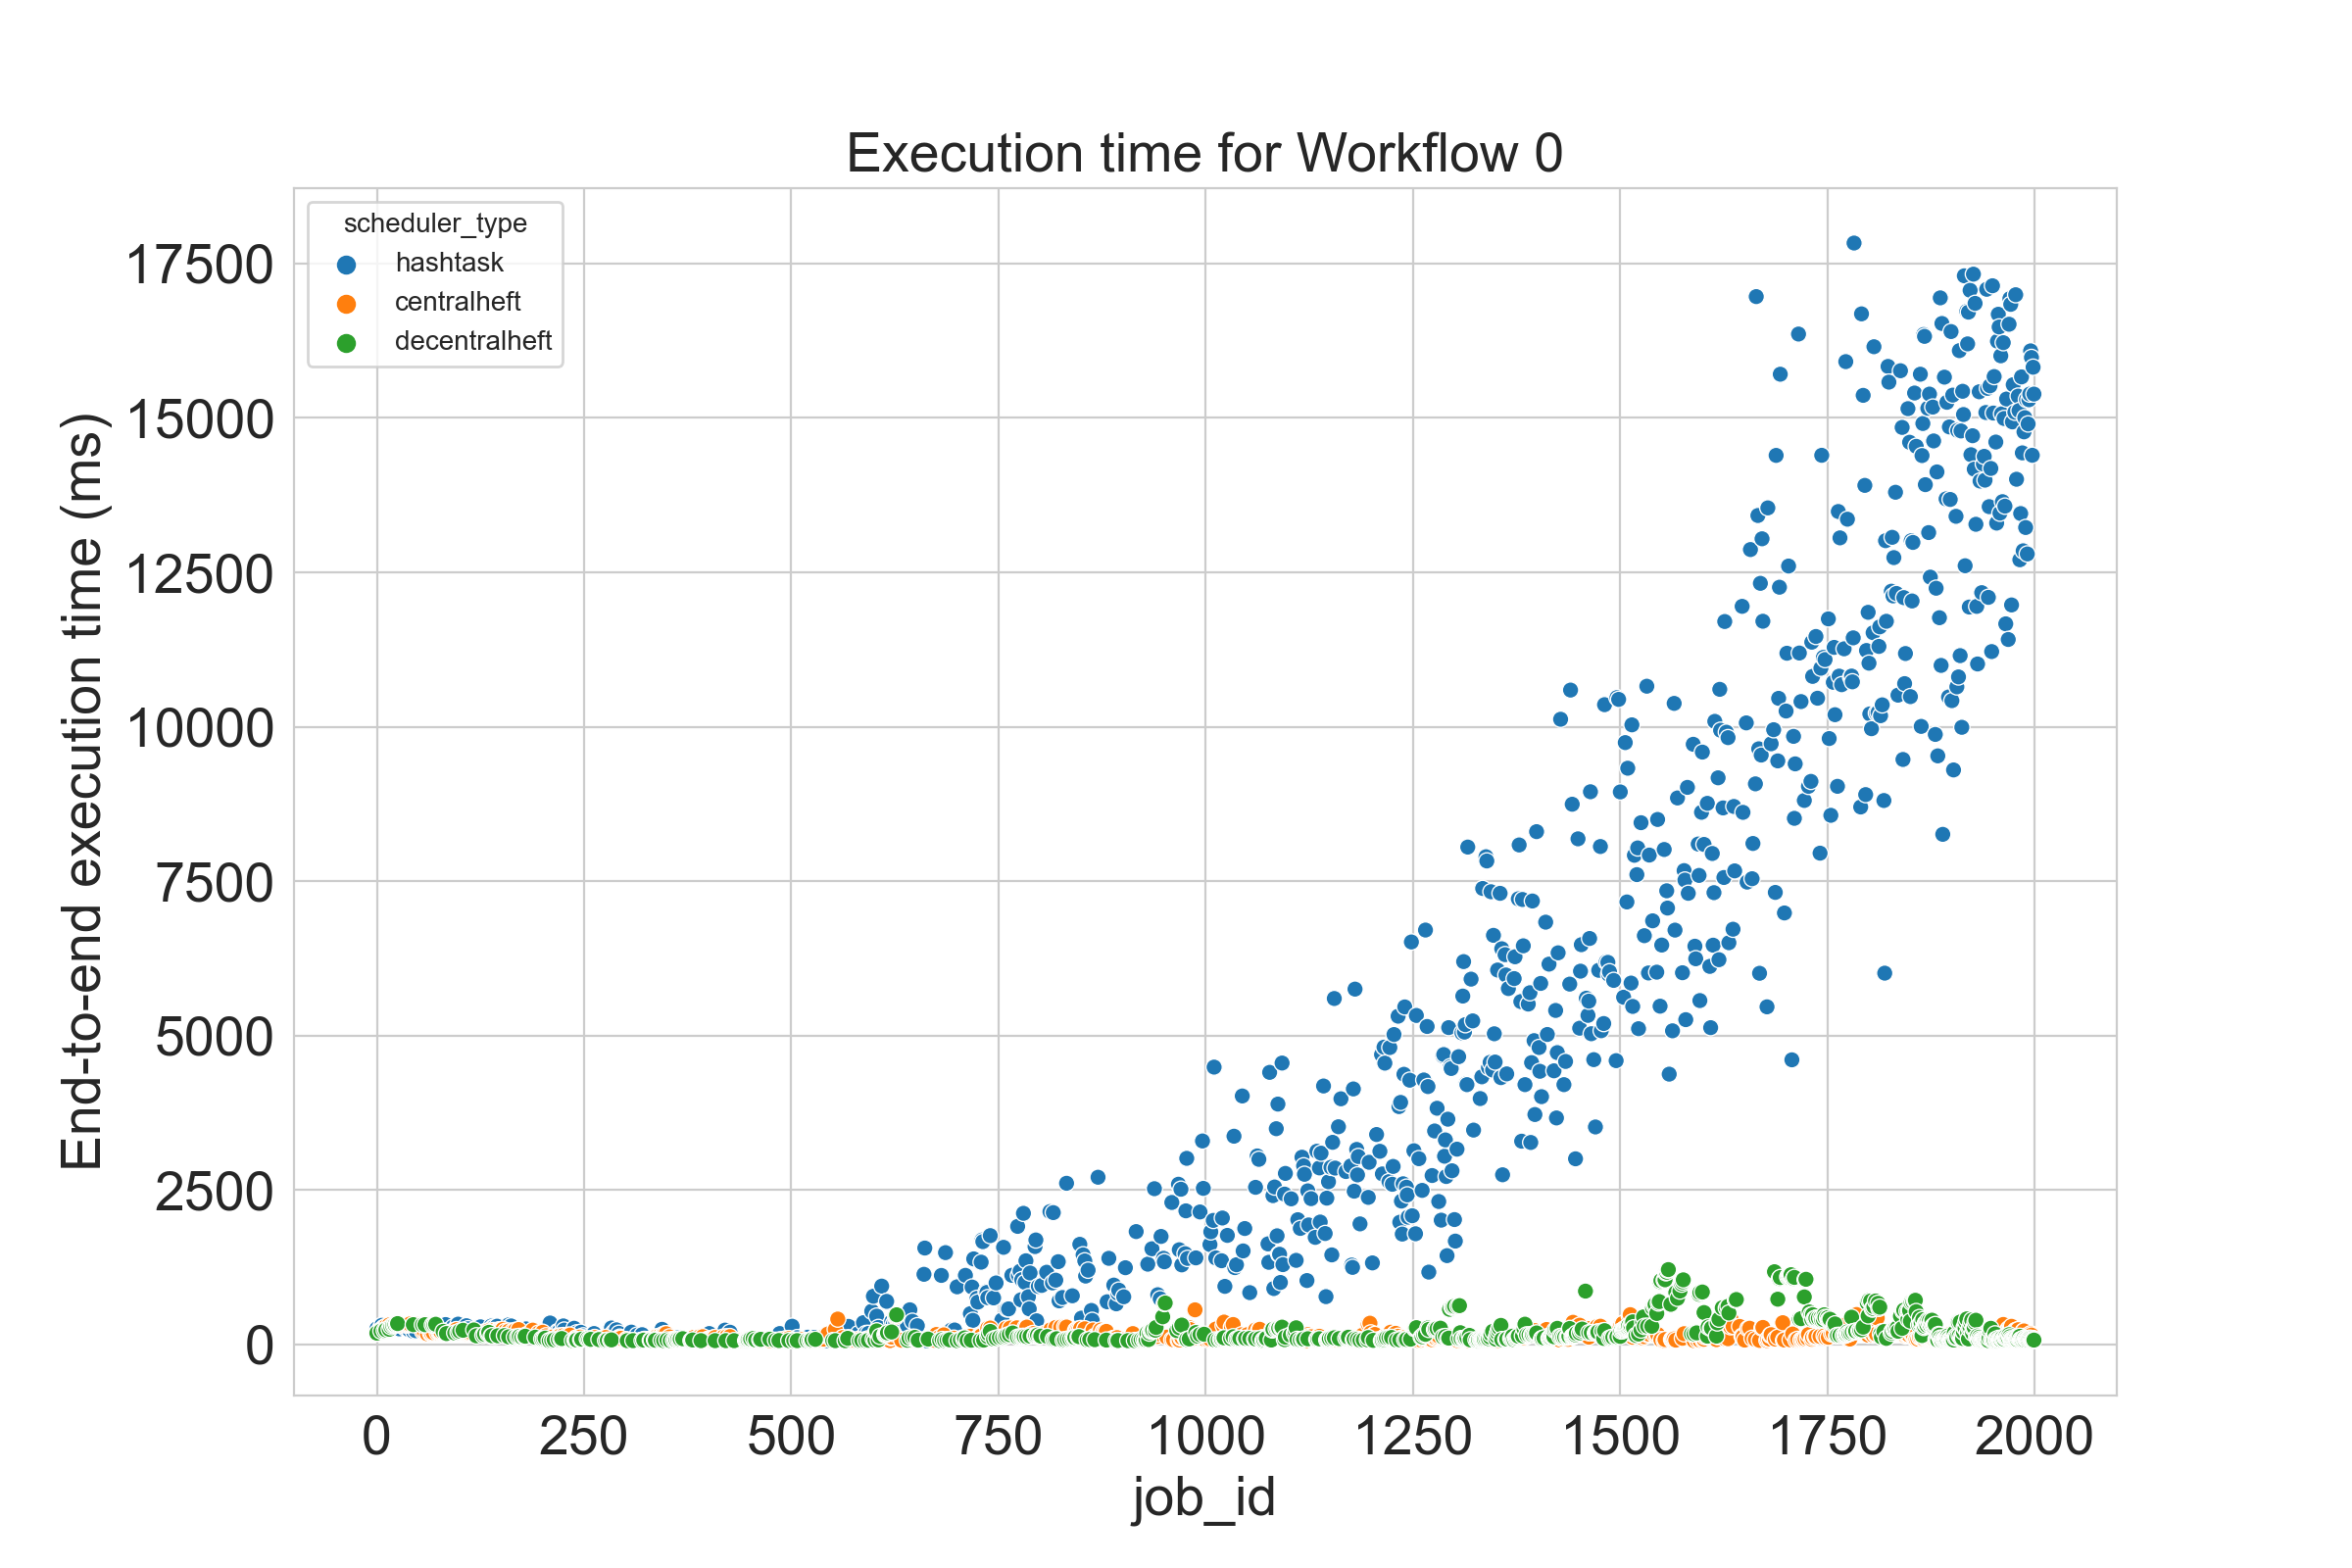 Execution time for Workflow 0
scheduler_type
hashtask
centralheft
decentralheft
End-to-end execution time (ms)
17500
15000
12500
10000
7500
5000
2500
0
0 250 500 750 1000 1250 1500 1750 2000
job_id